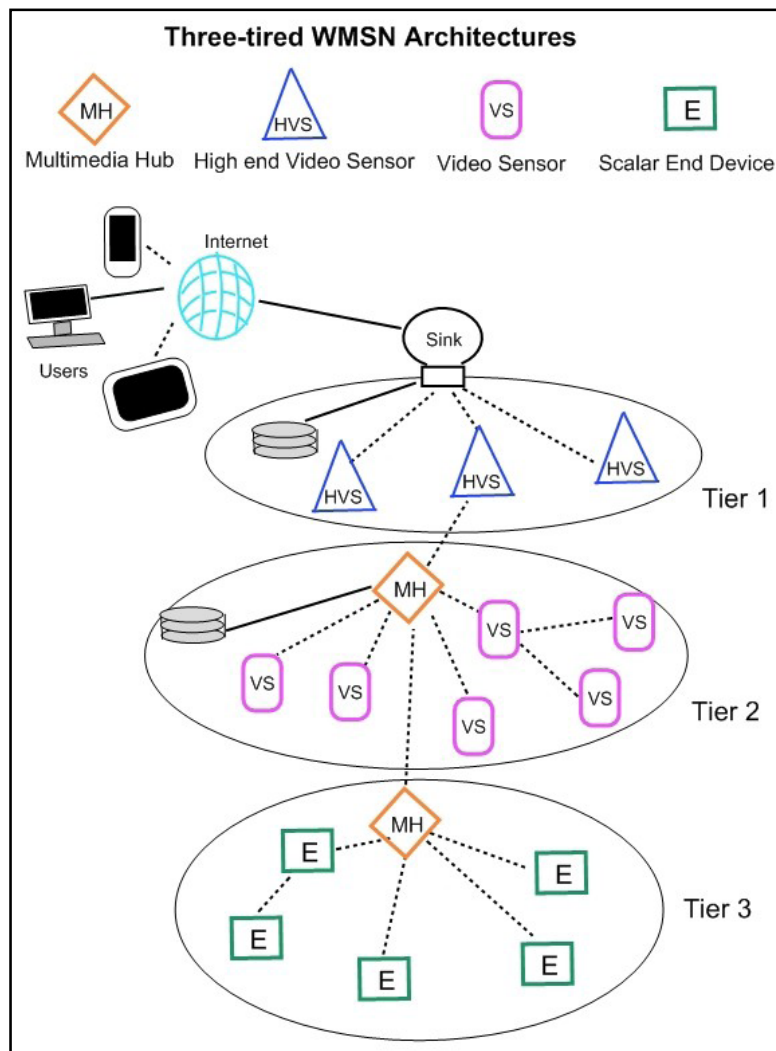 Three-tired WMSN Architectures
MH
HVS
VS
E
Multimedia Hub
High end Video Sensor
Video Sensor
Scalar End Device
Internet
Users
Sink
HVS
HVS
HVS
Tier 1
MH
VS
VS
VS
VS
VS
VS
Tier 2
MH
E
E
E
E
E
Tier 3